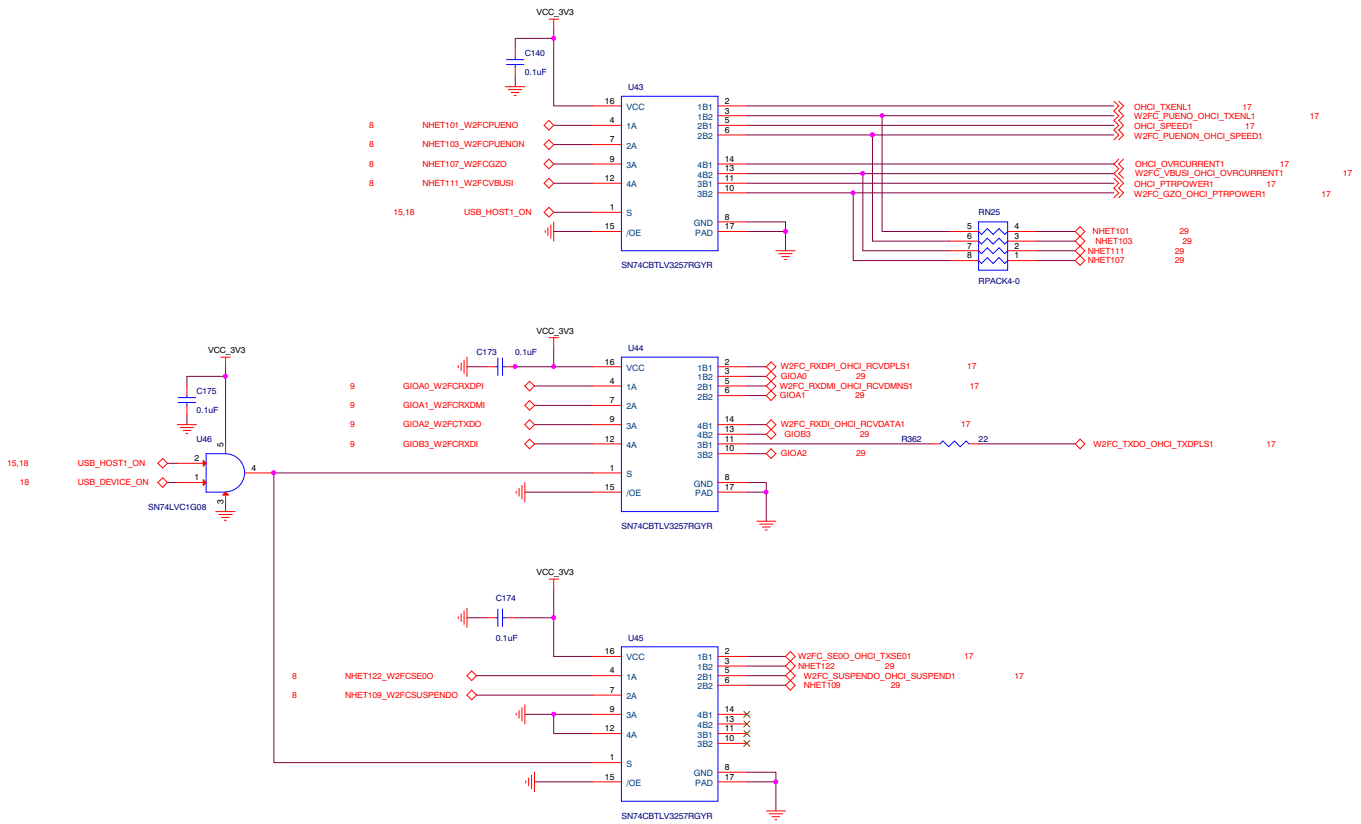 VCC_3V3
C140
0.1uF
U43
16 VCC 1B1 2 OHCI_TXENL1 17
1B2 3 W2FC_PUENO_OHCI_TXENL1 17
8 NHET101_W2FCPUENO 4 1A 2B1 5 OHCI_SPEED1 17
2B2 6 W2FC_PUENON_OHCI_SPEED1
8 NHET103_W2FCPUENON 7 2A
8 NHET107_W2FCGZO 9 3A 4B1 14 OHCI_OVRCURRENT1 17
4B2 13 W2FC_VBUSI_OHCI_OVRCURRENT1 17
8 NHET111_W2FCVBUSI 12 4A 3B1 11 OHCI_PTRPOWER1 17
3B2 10 W2FC_GZO_OHCI_PTRPOWER1 17
15,18 USB_HOST1_ON 1 S RN25
GND 8
15 /OE PAD 17
5 4 NHET101 29
6 3 NHET103 29
7 2 NHET111 29
8 1 NHET107 29
SN74CBTLV3257RGYR
RPACK4-0
VCC_3V3
C173 0.1uF
U44
16 VCC 1B1 2 W2FC_RXDPI_OHCI_RCVDPLS1 17
1B2 3 GIOA0 29
9 GIOA0_W2FCRXDPI 4 1A 2B1 5 W2FC_RXDMI_OHCI_RCVDMNS1 17
2B2 6 GIOA1 29
9 GIOA1_W2FCRXDMI 7 2A
9 GIOA2_W2FCTXDO 9 3A 4B1 14 W2FC_RXDI_OHCI_RCVDATA1 17
4B2 13 GIOB3 29
9 GIOB3_W2FCRXDI 12 4A 3B1 11 R362 22 W2FC_TXDO_OHCI_TXDPLS1 17
3B2 10 GIOA2 29
1 S
GND 8
15 /OE PAD 17
SN74CBTLV3257RGYR
VCC_3V3
C175
0.1uF
U46
5
15,18 USB_HOST1_ON 2
4
18 USB_DEVICE_ON 1
3
SN74LVC1G08
VCC_3V3
C174
0.1uF
U45
16 VCC 1B1 2 W2FC_SE0O_OHCI_TXSE01 17
1B2 3 NHET122 29
8 NHET122_W2FCSE0O 4 1A 2B1 5 W2FC_SUSPENDO_OHCI_SUSPEND1 17
2B2 6 NHET109 29
8 NHET109_W2FCSUSPENDO 7 2A
9 3A 4B1 14
4B2 13
12 4A 3B1 11
3B2 10
1 S
GND 8
15 /OE PAD 17
SN74CBTLV3257RGYR